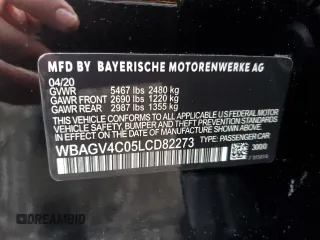 MFD BY BAYERISCHE MOTORENWERKE AG
04/20
GVWR 5467 lbs 2480 kg
GAWR FRONT 2690 lbs 1220 kg
GAWR REAR 2987 lbs 1355 kg
THIS VEHICLE CONFORMS TO ALL APPLICABLE
FEDERAL MOTOR VEHICLE SAFETY, BUMPER,
AND THEFT PREVENTION STANDARDS IN EFFECT
ON THE DATE OF MANUFACTURE SHOWN ABOVE.
WBAGV4C05LCD82273 TYPE: PASSENGER CAR
DREAMBID